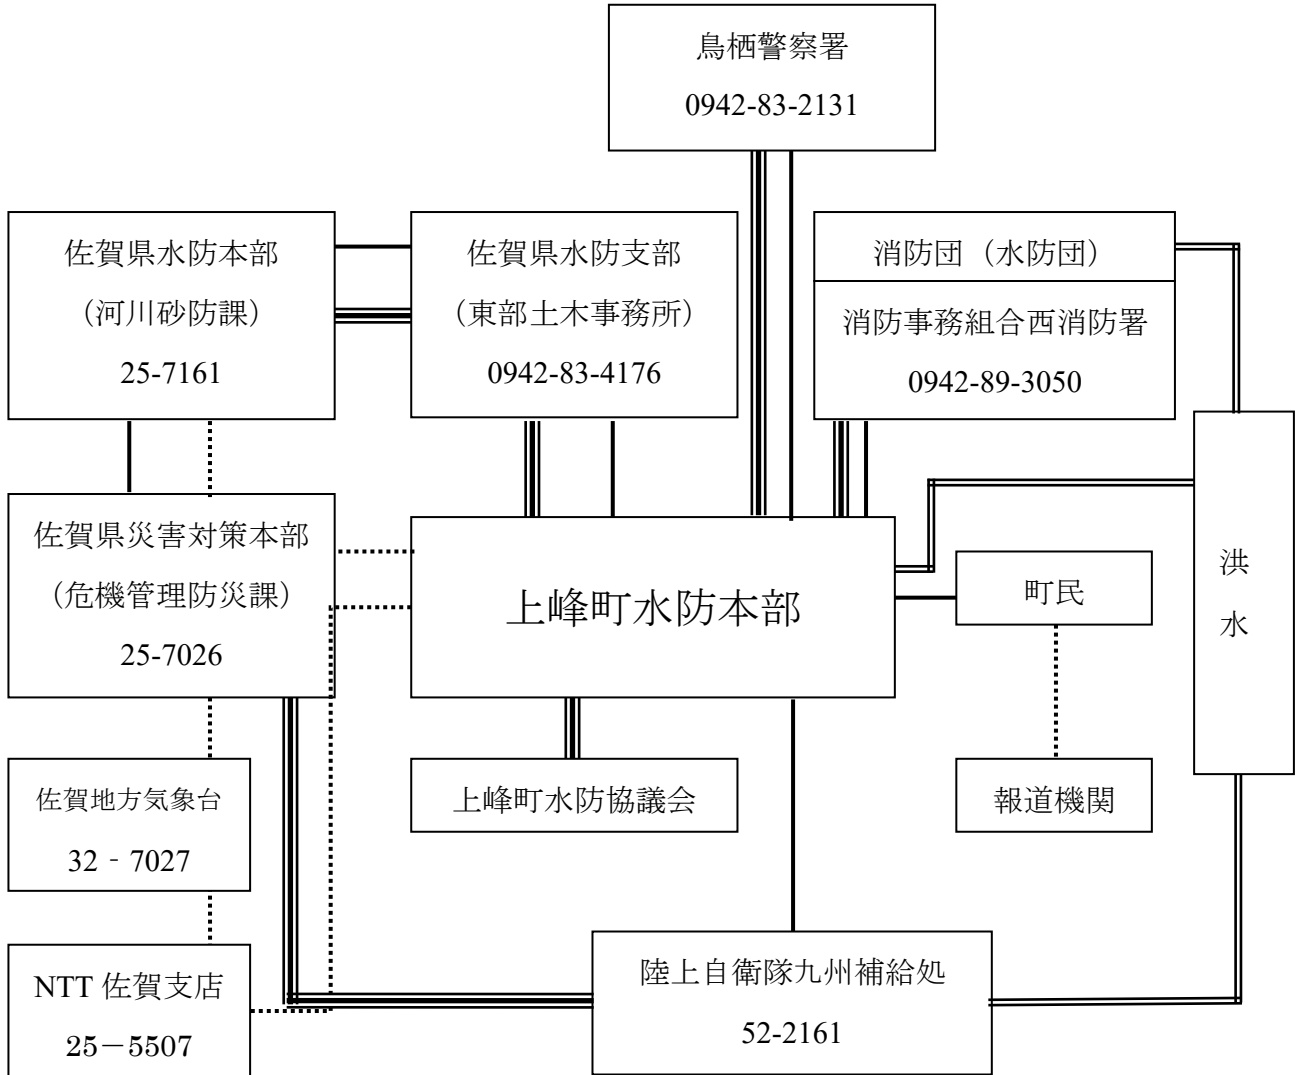 鳥栖警察署
0942-83-2131
佐賀県水防本部
（河川砂防課）
25-7161
佐賀県水防支部
（東部土木事務所）
0942-83-4176
消防団（水防団）
消防事務組合西消防署
0942-89-3050
佐賀県災害対策本部
（危機管理防災課）
25-7026
上峰町水防本部
町民
洪水
佐賀地方気象台
32‐7027
上峰町水防協議会
報道機関
NTT 佐賀支店
25－5507
陸上自衛隊九州補給処
52-2161